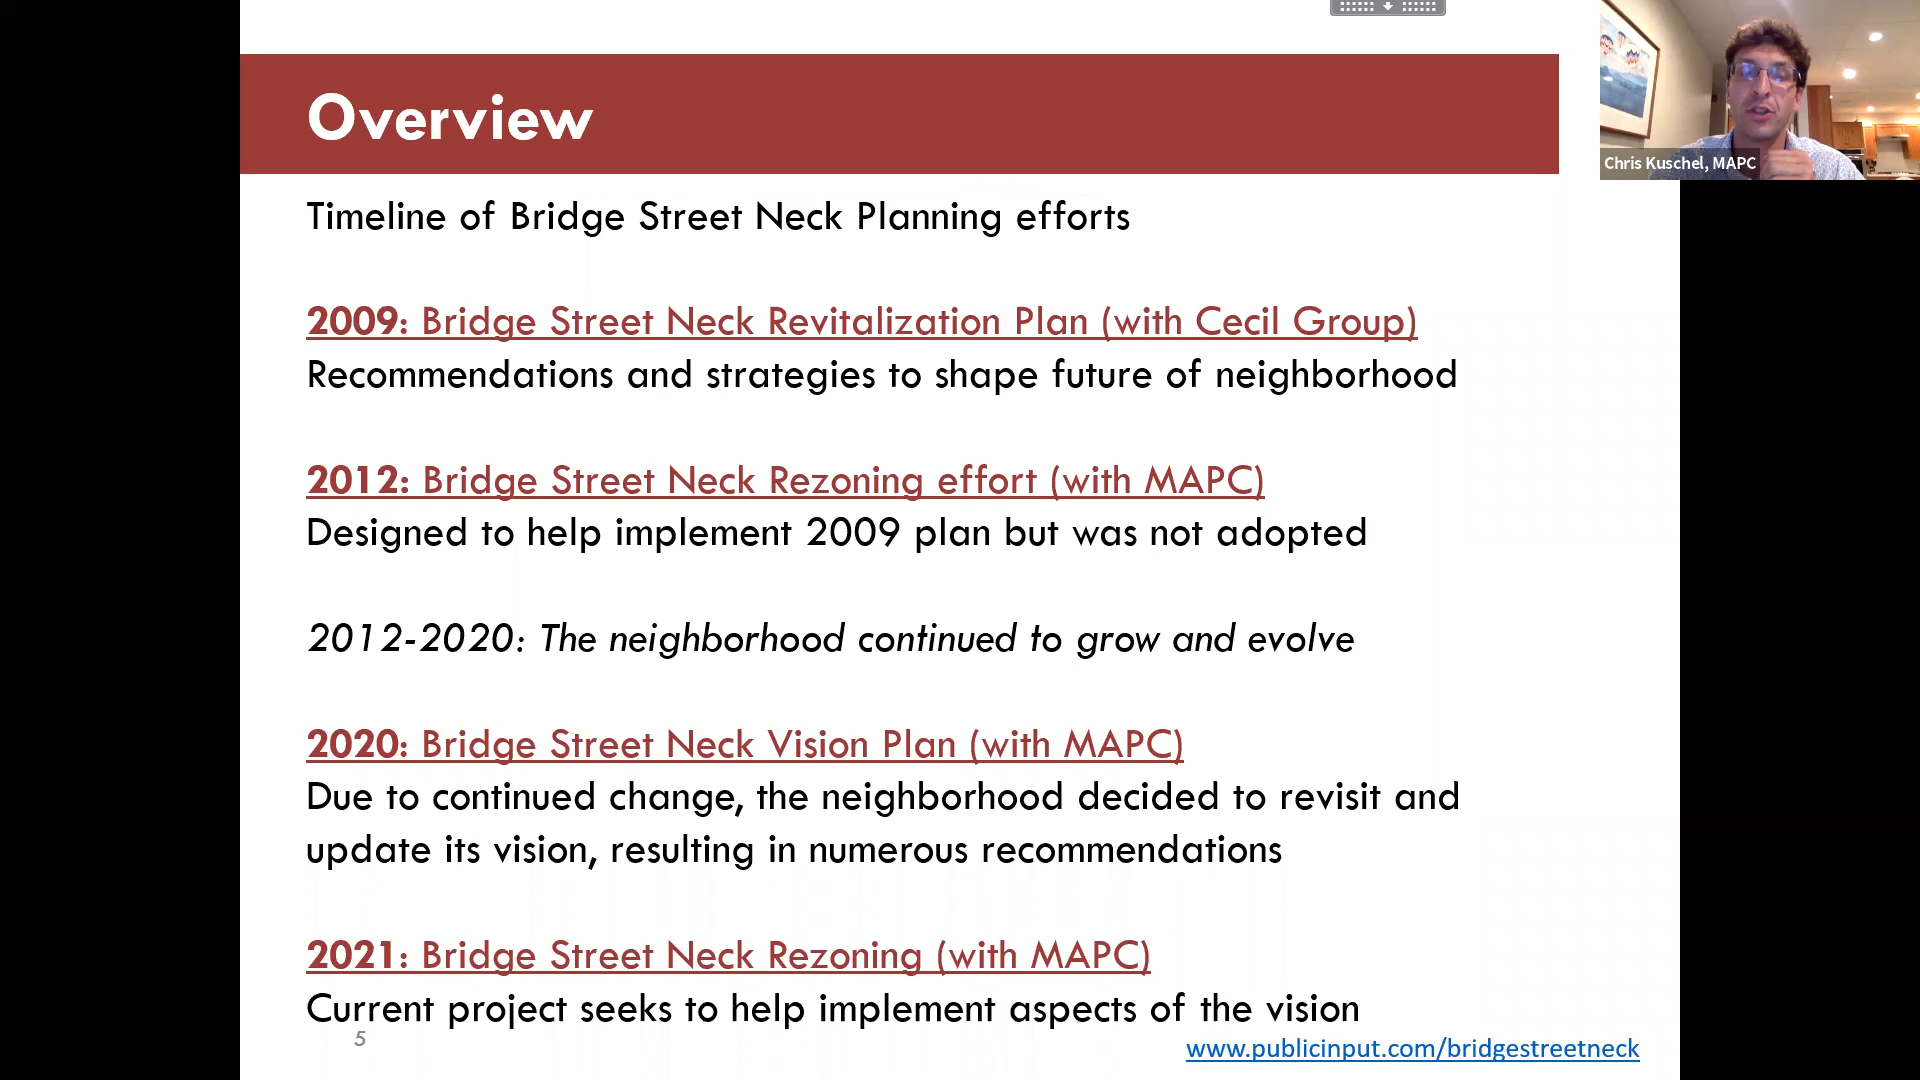 Overview
Chris Kuschel, MAPC
Timeline of Bridge Street Neck Planning efforts
2009: Bridge Street Neck Revitalization Plan (with Cecil Group)
Recommendations and strategies to shape future of neighborhood
2012: Bridge Street Neck Rezoning effort (with MAPC)
Designed to help implement 2009 plan but was not adopted
2012-2020: The neighborhood continued to grow and evolve
2020: Bridge Street Neck Vision Plan (with MAPC)
Due to continued change, the neighborhood decided to revisit and
update its vision, resulting in numerous recommendations
2021: Bridge Street Neck Rezoning (with MAPC)
Current project seeks to help implement aspects of the vision
5
www.publicinput.com/bridgestreetneck